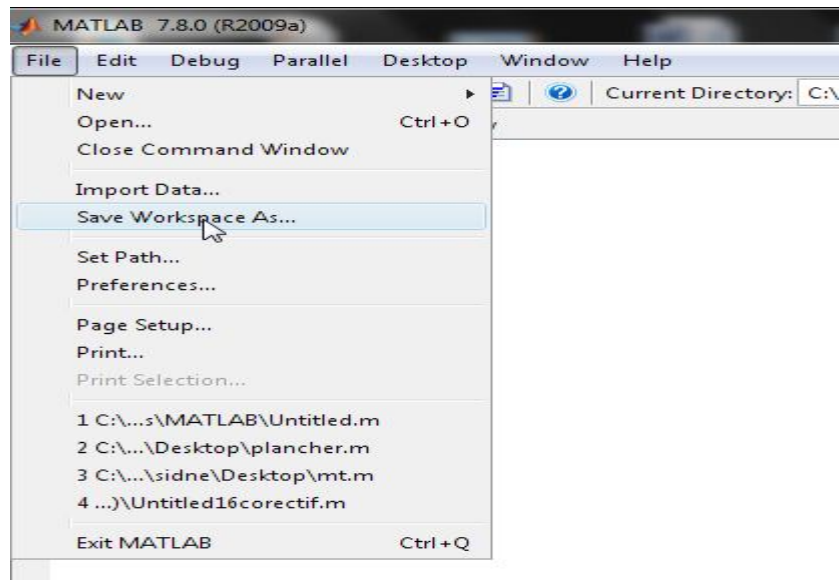 MATLAB 7.8.0 (R2009a)
File Edit Debug Parallel Desktop Window Help
New
Current Directory: C:\
Open... Ctrl+O
Close Command Window
Import Data...
Save Workspace As...
Set Path...
Preferences...
Page Setup...
Print...
Print Selection...
1 C:\...s\MATLAB\Untitled.m
2 C:\...\Desktop\plancher.m
3 C:\...\sidne\Desktop\mt.m
4 ...)\Untitled16corectif.m
Exit MATLAB Ctrl+Q